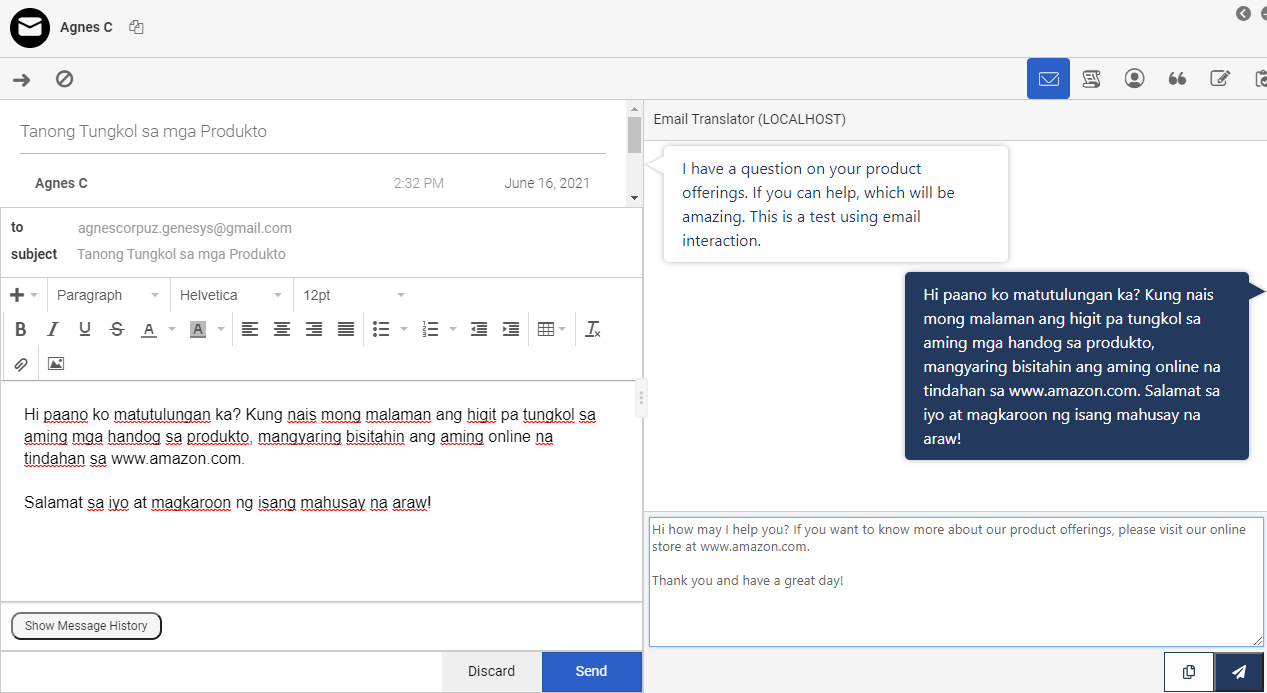 Agnes C
Tanong Tungkol sa mga Produkto
Agnes C 2:32 PM June 16, 2021
to agnescorpuz.genesys@gmail.com
subject Tanong Tungkol sa mga Produkto
Paragraph Helvetica 12pt
B I U S A A
Hi paano ko matutulungan ka? Kung nais mong malaman ang higit pa tungkol sa
aming mga handog sa produkto, mangyaring bisitahin ang aming online na
tindahan sa www.amazon.com.
Salamat sa iyo at magkaroon ng isang mahusay na araw!
Show Message History
Discard Send
Email Translator (LOCALHOST)
I have a question on your product
offerings. If you can help, which will be
amazing. This is a test using email
interaction.
Hi paano ko matutulungan ka? Kung nais
mong malaman ang higit pa tungkol sa
aming mga handog sa produkto,
mangyaring bisitahin ang aming online na
tindahan sa www.amazon.com. Salamat sa
iyo at magkaroon ng isang mahusay na
araw!
Hi how may I help you? If you want to know more about our product offerings, please visit our online
store at www.amazon.com.
Thank you and have a great day!